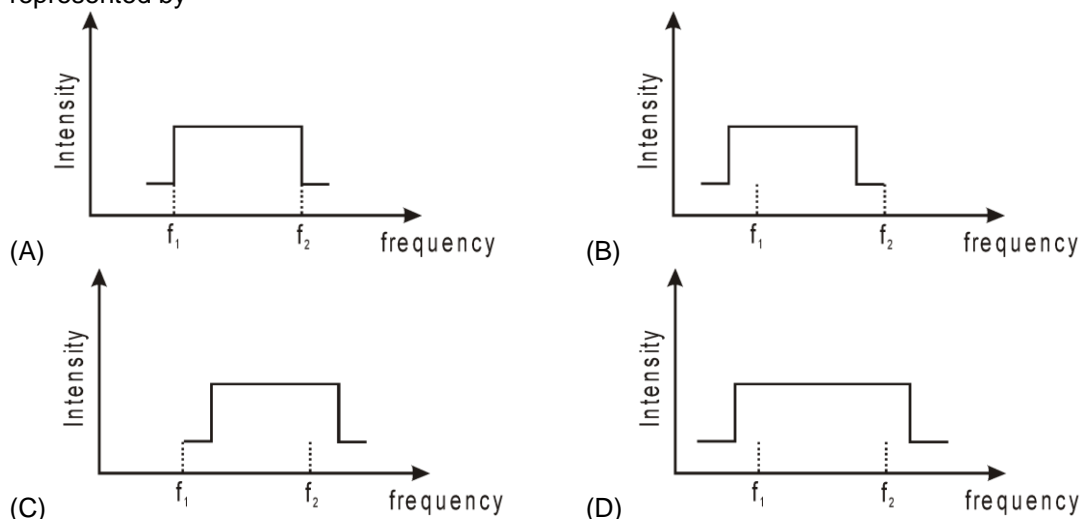 represented by
Intensity
Intensity
f₁ f₂ frequency
f₁ f₂ frequency
(A)
(B)
Intensity
Intensity
f₁ f₂ frequency
f₁ f₂ frequency
(C)
(D)